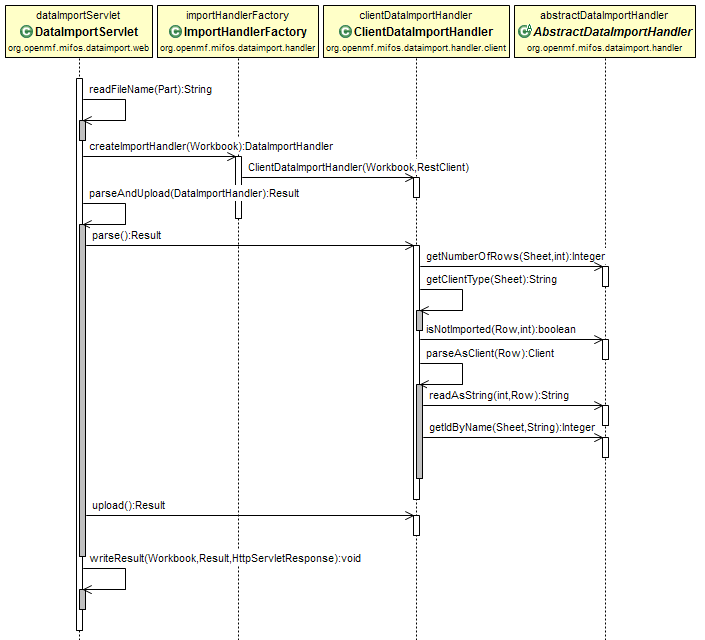 dataImportServlet
DataImportServlet
org.openmf.mifos.dataimport.web
importHandlerFactory
ImportHandlerFactory
org.openmf.mifos.dataimport.handler
clientDataImportHandler
ClientDataImportHandler
org.openmf.mifos.dataimport.handler.client
abstractDataImportHandler
AbstractDataImportHandler
org.openmf.mifos.dataimport.handler
readFileName(Part):String
createImportHandler(Workbook):DataImportHandler
ClientDataImportHandler(Workbook,RestClient)
parseAndUpload(DataImportHandler):Result
parse():Result
getNumberOfRows(Sheet,int):Integer
getClientType(Sheet):String
isNotImported(Row,int):boolean
parseAsClient(Row):Client
readAsString(int,Row):String
getIdByName(Sheet,String):Integer
upload():Result
writeResult(Workbook,Result,HttpServletResponse):void